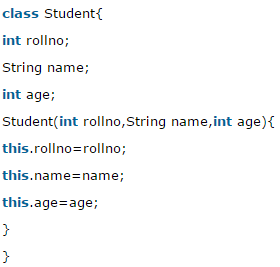 class Student{
int rollno;
String name;
int age;
Student(int rollno,String name,int age){
this.rollno=rollno;
this.name=name;
this.age=age;
}
}